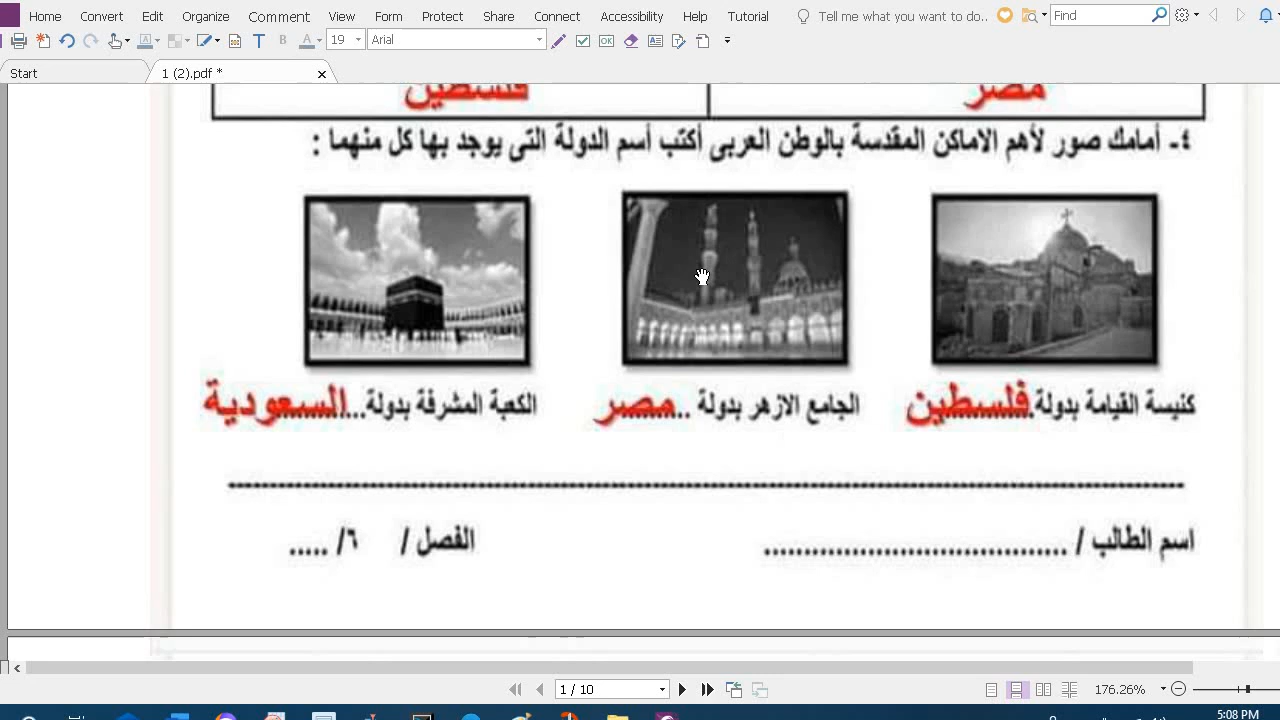 Home Convert Edit Organize Comment View Form Protect Share Connect Accessibility Help Tutorial Tell me what you want to do.. Find
19 Arial
Start 1 (2).pdf *
مصر فلسطين
٤- أمامك صور لأهم الاماكن المقدسة بالوطن العربى أكتب أسم الدولة التى يوجد بها كل منهما :
كنيسة القيامة بدولة فلسطين الجامع الازهر بدولة .. مصر الكعبة المشرفة بدولة... السعودية
اسم الطالب / ...................................... الفصل / ٦/ .....
1 / 10 176.26%
5:08 PM